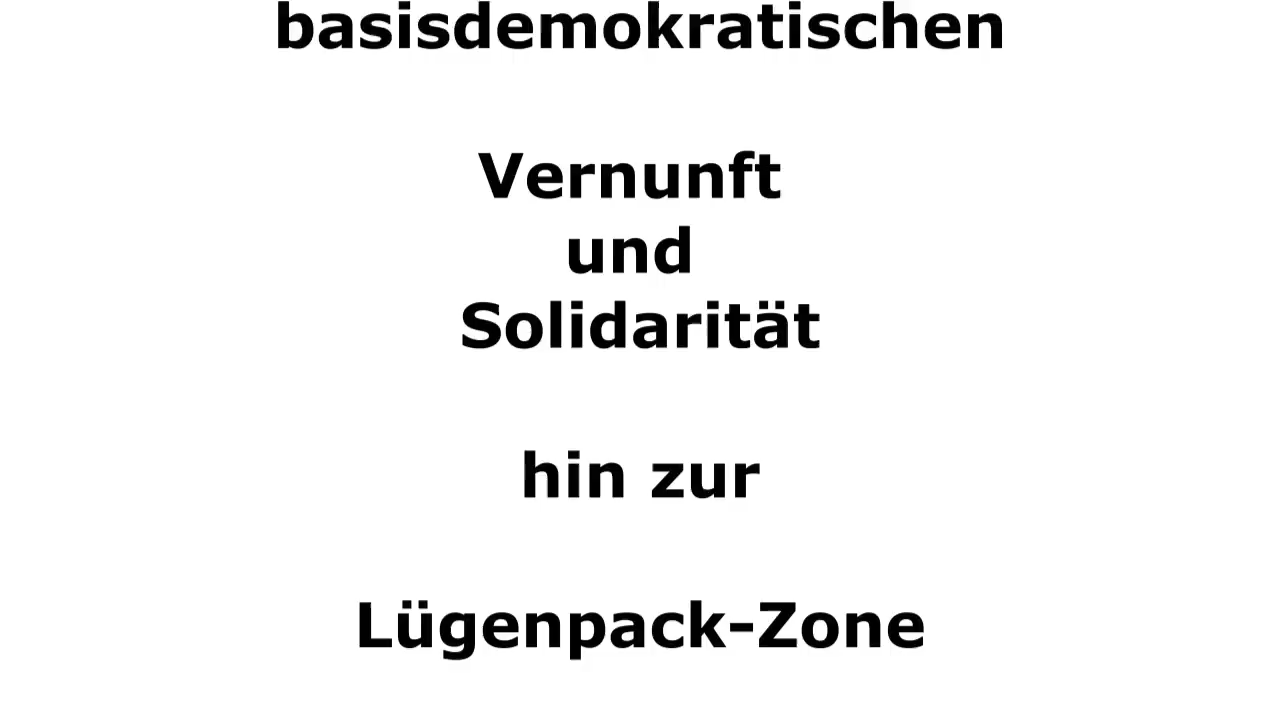 basisdemokratischen
Vernunft
und
Solidarität
hin zur
Lügenpack-Zone